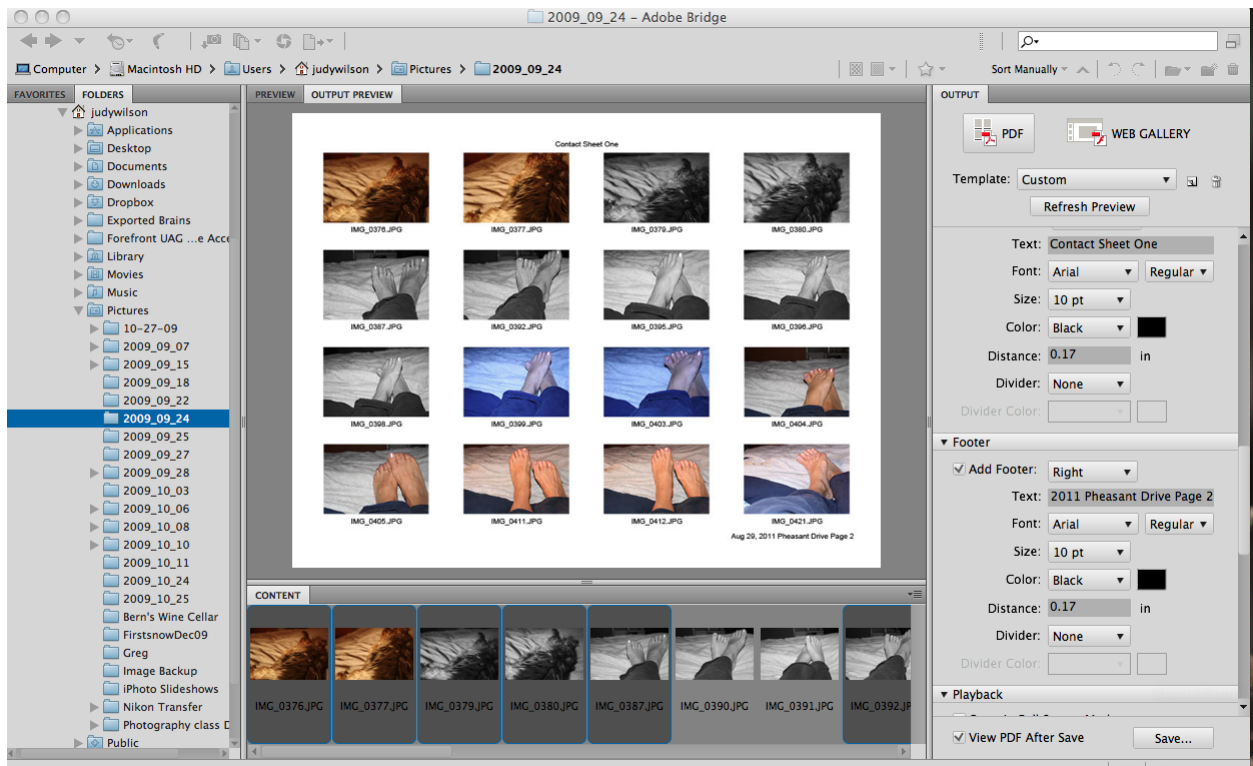 2009_09_24 – Adobe Bridge
Computer > Macintosh HD > Users > judywilson > Pictures > 2009_09_24
Sort Manually
FAVORITES FOLDERS
judywilson
Applications
Desktop
Documents
Downloads
Dropbox
Exported Brains
Forefront UAG ...e Acce
Library
Movies
Music
Pictures
10-27-09
2009_09_07
2009_09_15
2009_09_18
2009_09_22
2009_09_24
2009_09_25
2009_09_27
2009_09_28
2009_10_03
2009_10_06
2009_10_08
2009_10_10
2009_10_11
2009_10_24
2009_10_25
Bern's Wine Cellar
FirstsnowDec09
Greg
Image Backup
iPhoto Slideshows
Nikon Transfer
Photography class D
Public
PREVIEW OUTPUT PREVIEW
Contact Sheet One
IMG_0376.JPG IMG_0377.JPG IMG_0379.JPG IMG_0380.JPG
IMG_0387.JPG IMG_0392.JPG IMG_0395.JPG IMG_0396.JPG
IMG_0398.JPG IMG_0399.JPG IMG_0403.JPG IMG_0404.JPG
IMG_0405.JPG IMG_0411.JPG IMG_0412.JPG IMG_0421.JPG
Aug 29, 2011 Pheasant Drive Page 2
CONTENT
IMG_0376.JPG IMG_0377.JPG IMG_0379.JPG IMG_0380.JPG IMG_0387.JPG IMG_0390.JPG IMG_0391.JPG IMG_0392.JP
OUTPUT
PDF WEB GALLERY
Template: Custom
Refresh Preview
Text: Contact Sheet One
Font: Arial Regular
Size: 10 pt
Color: Black
Distance: 0.17 in
Divider: None
Divider Color:
Footer
Add Footer: Right
Text: 2011 Pheasant Drive Page 2
Font: Arial Regular
Size: 10 pt
Color: Black
Distance: 0.17 in
Divider: None
Divider Color:
Playback
View PDF After Save Save...